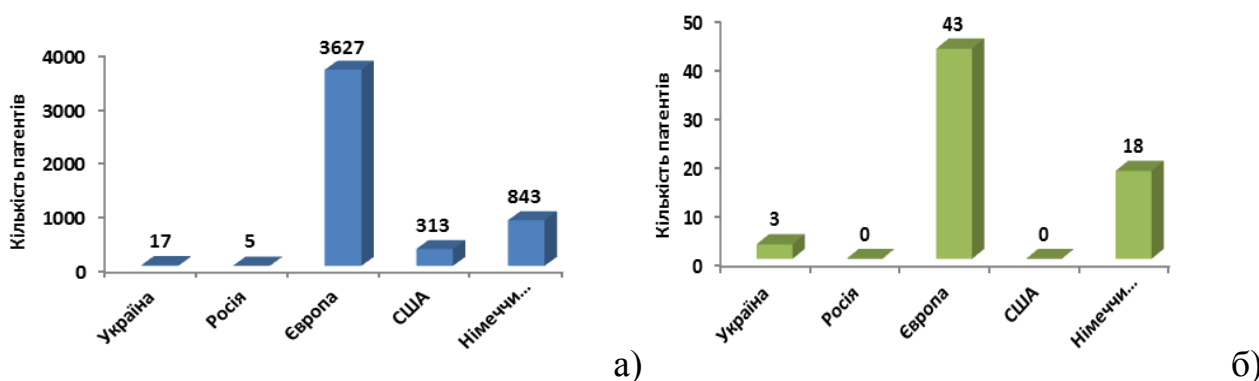 Кількість патентів
4000
3000
2000
1000
0
17
5
3627
313
843
Україна
Росія
Європа
США
Німеччи...
а)
Кількість патентів
50
40
30
20
10
0
3
0
43
0
18
Україна
Росія
Європа
США
Німеччи...
б)